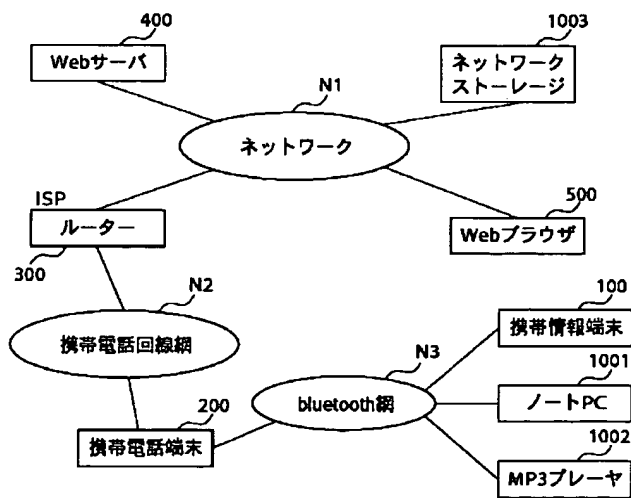 400
Webサーバ
1003
ネットワーク
ストーレージ
N1
ネットワーク
ISP
ルーター
300
500
Webブラウザ
N2
携帯電話回線網
100
携帯情報端末
N3
bluetooth網
1001
ノートPC
200
携帯電話端末
1002
MP3プレーヤ